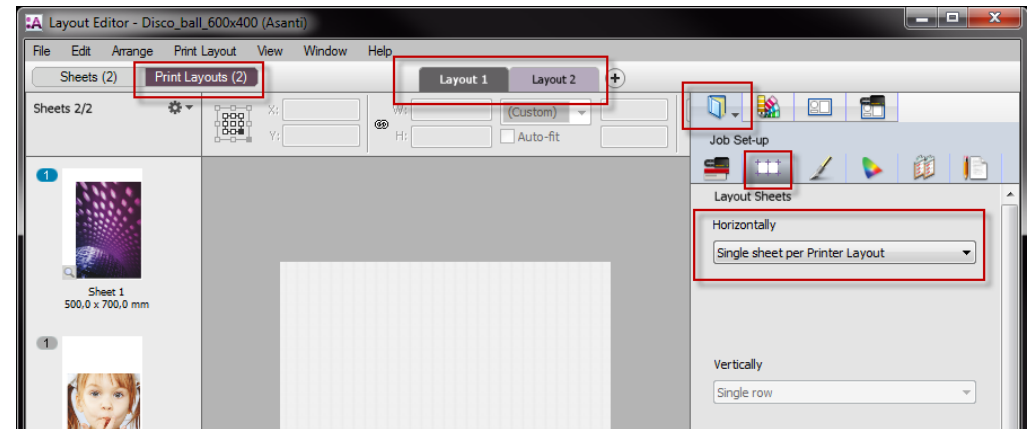 :A Layout Editor - Disco_ball_600x400 (Asanti)
File Edit Arrange Print Layout View Window Help
Sheets (2) Print Layouts (2) Layout 1 Layout 2 +
Sheets 2/2 X: W: (Custom)
Y: H: Auto-fit
Job Set-up
1
Layout Sheets
Horizontally
Single sheet per Printer Layout
Sheet 1
500,0 x 700,0 mm
1
Vertically
Single row